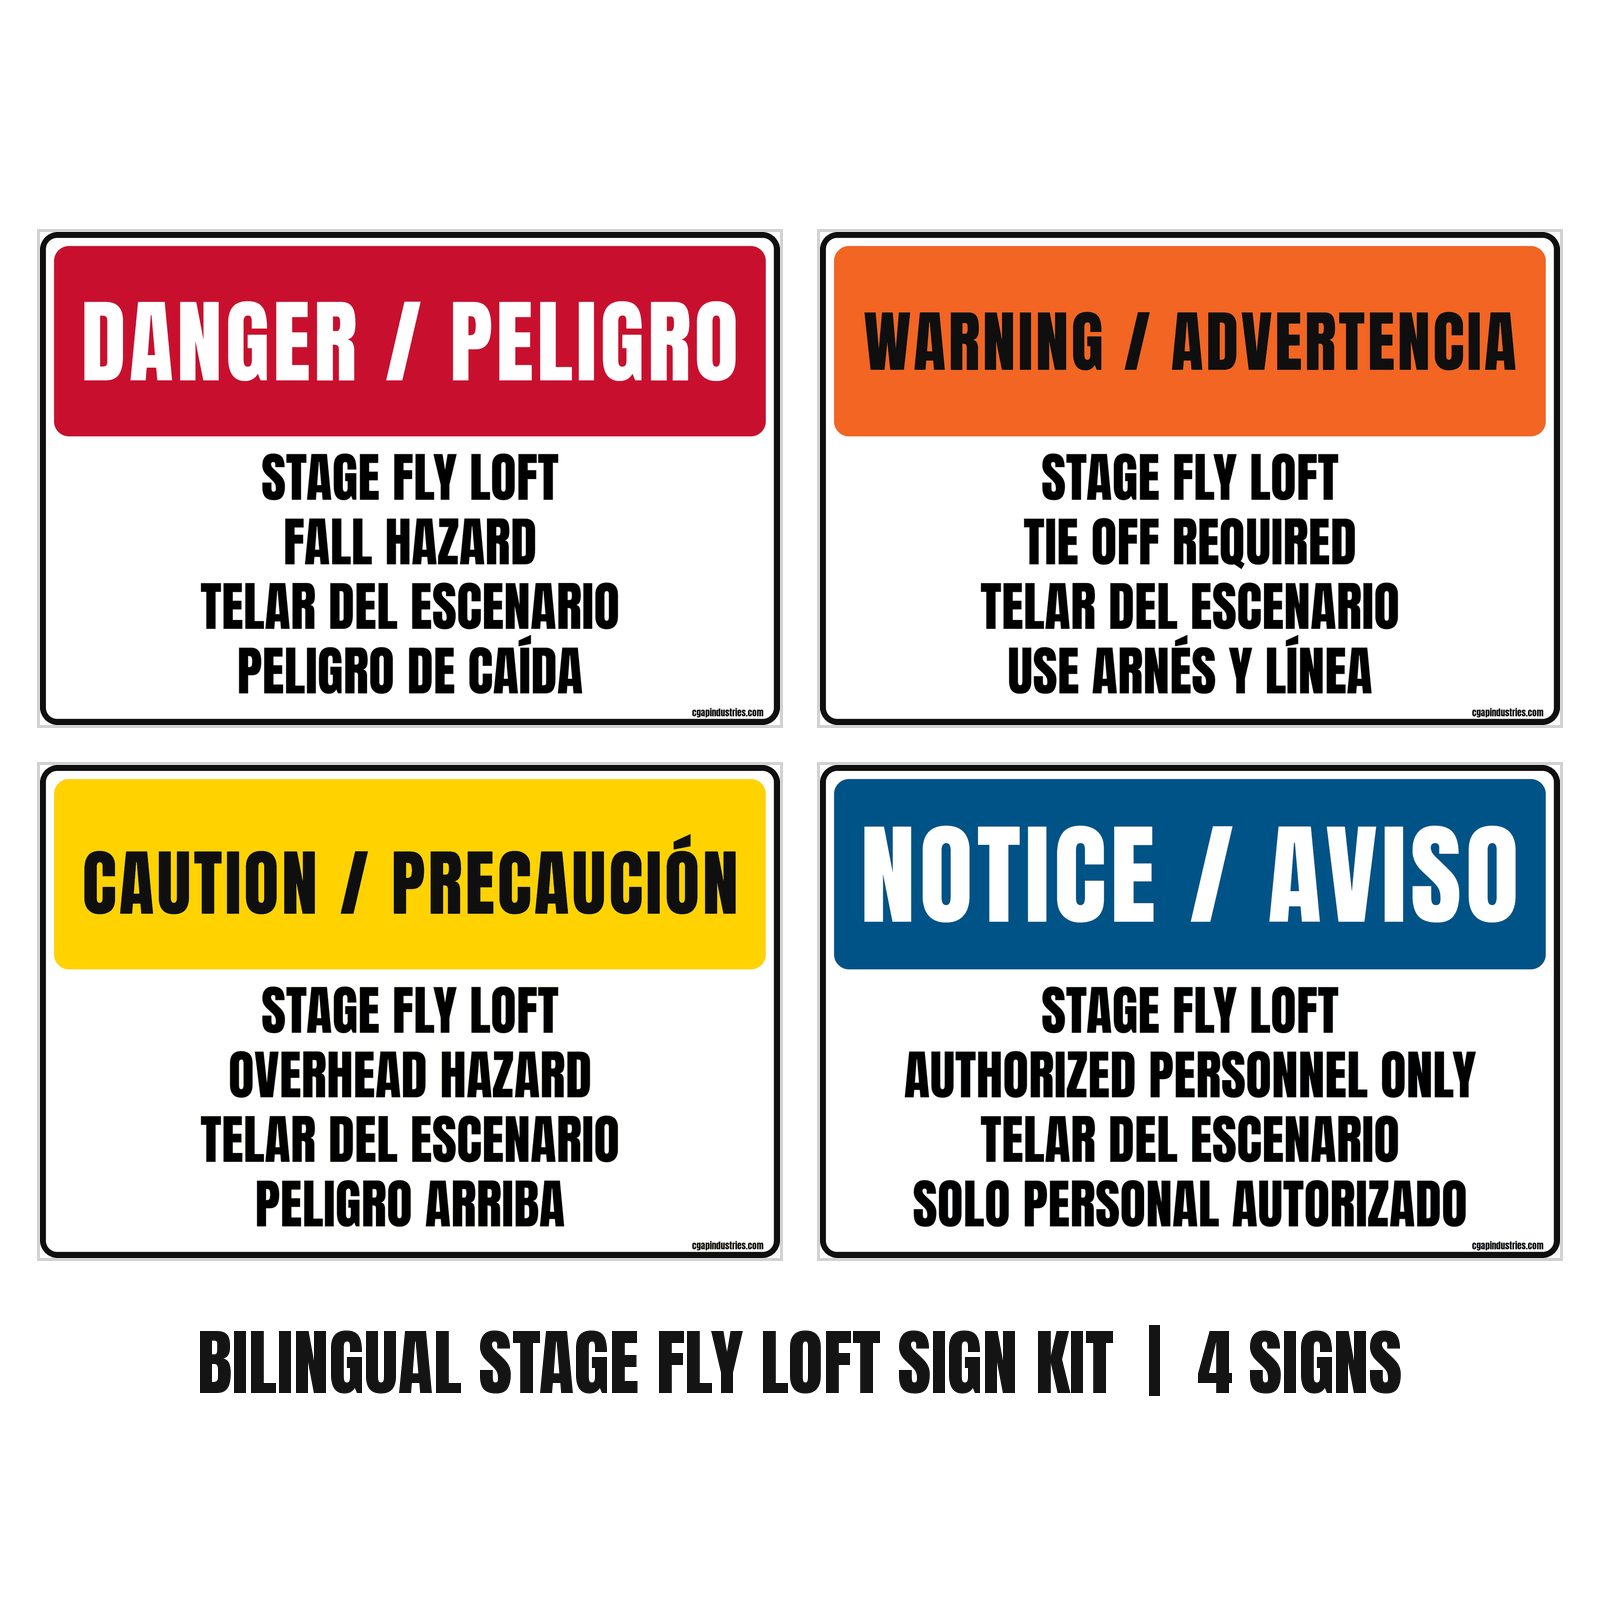 DANGER / PELIGRO
STAGE FLY LOFT
FALL HAZARD
TELAR DEL ESCENARIO
PELIGRO DE CAÍDA
cgapindustries.com
WARNING / ADVERTENCIA
STAGE FLY LOFT
TIE OFF REQUIRED
TELAR DEL ESCENARIO
USE ARNÉS Y LÍNEA
cgapindustries.com
CAUTION / PRECAUCIÓN
STAGE FLY LOFT
OVERHEAD HAZARD
TELAR DEL ESCENARIO
PELIGRO ARRIBA
cgapindustries.com
NOTICE / AVISO
STAGE FLY LOFT
AUTHORIZED PERSONNEL ONLY
TELAR DEL ESCENARIO
SOLO PERSONAL AUTORIZADO
cgapindustries.com
BILINGUAL STAGE FLY LOFT SIGN KIT | 4 SIGNS